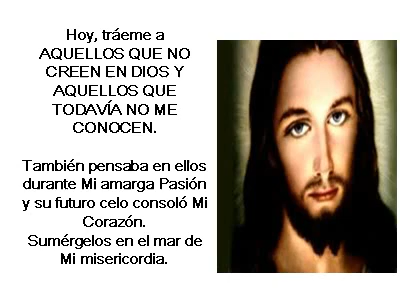 Hoy, tráeme a
AQUELLOS QUE NO
CREEN EN DIOS Y
AQUELLOS QUE
TODAVÍA NO ME
CONOCEN.
También pensaba en ellos
durante Mi amarga Pasión
y su futuro celo consoló Mi
Corazón.
Sumérgelos en el mar de
Mi misericordia.